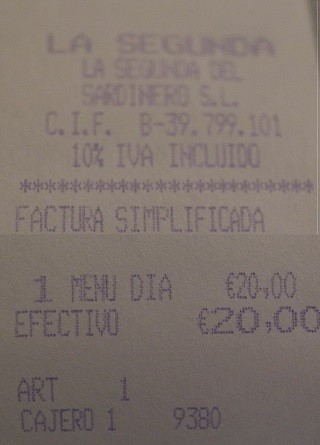 LA SEGUNDA
LA SEGUNDA DEL
SARDINERO S.L.
C.I.F. B-39.799.101
10% IVA INCLUIDO
******************************
FACTURA SIMPLIFICADA
1 MENU DIA €20,00
EFECTIVO €20,00
ART 1
CAJERO 1 9380